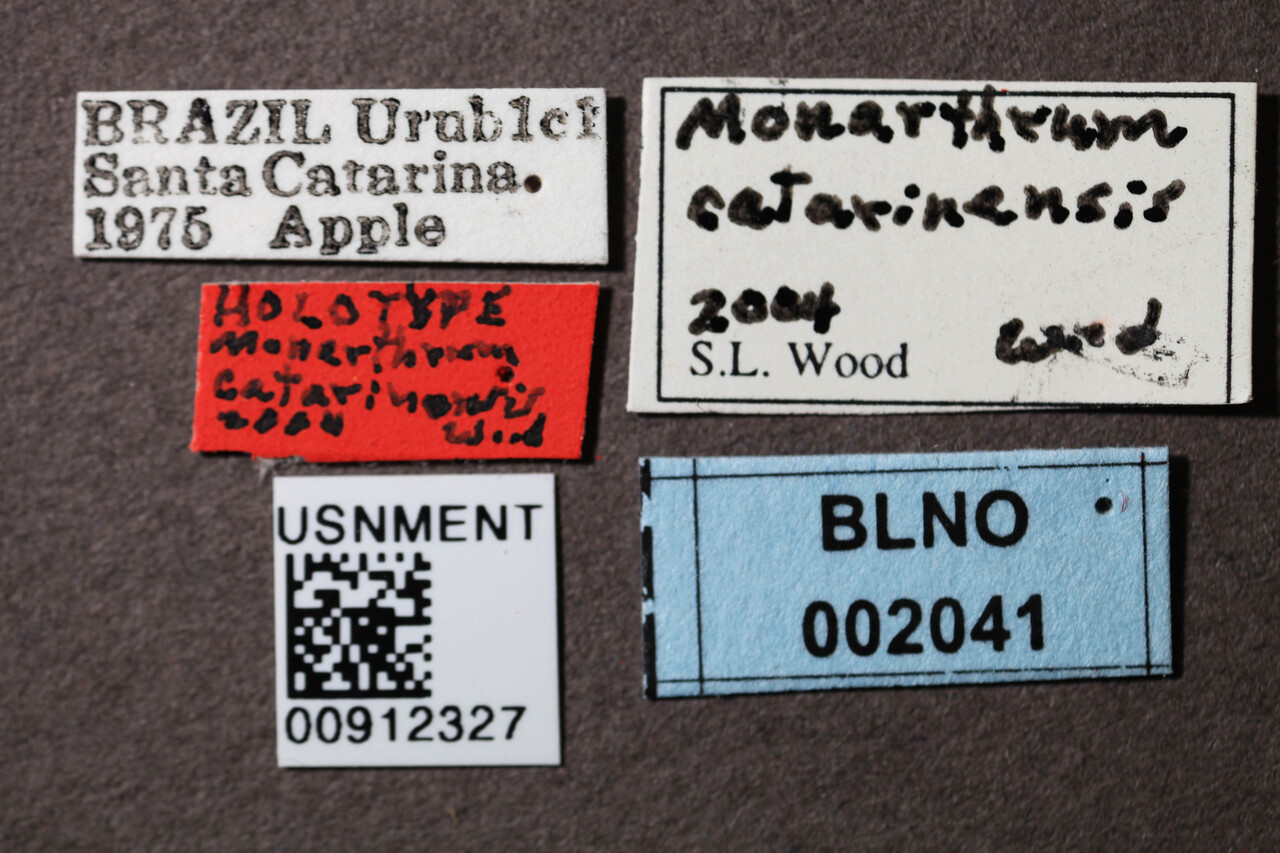 BRAZIL Urub1c1
Santa Catarina
1975 Apple
Monarthrum
catarinensis
2004 Wood
S.L. Wood
HOLOTYPE
Monarthrum
catarinensis
2004 Wood
USNMENT
00912327
BLNO
002041